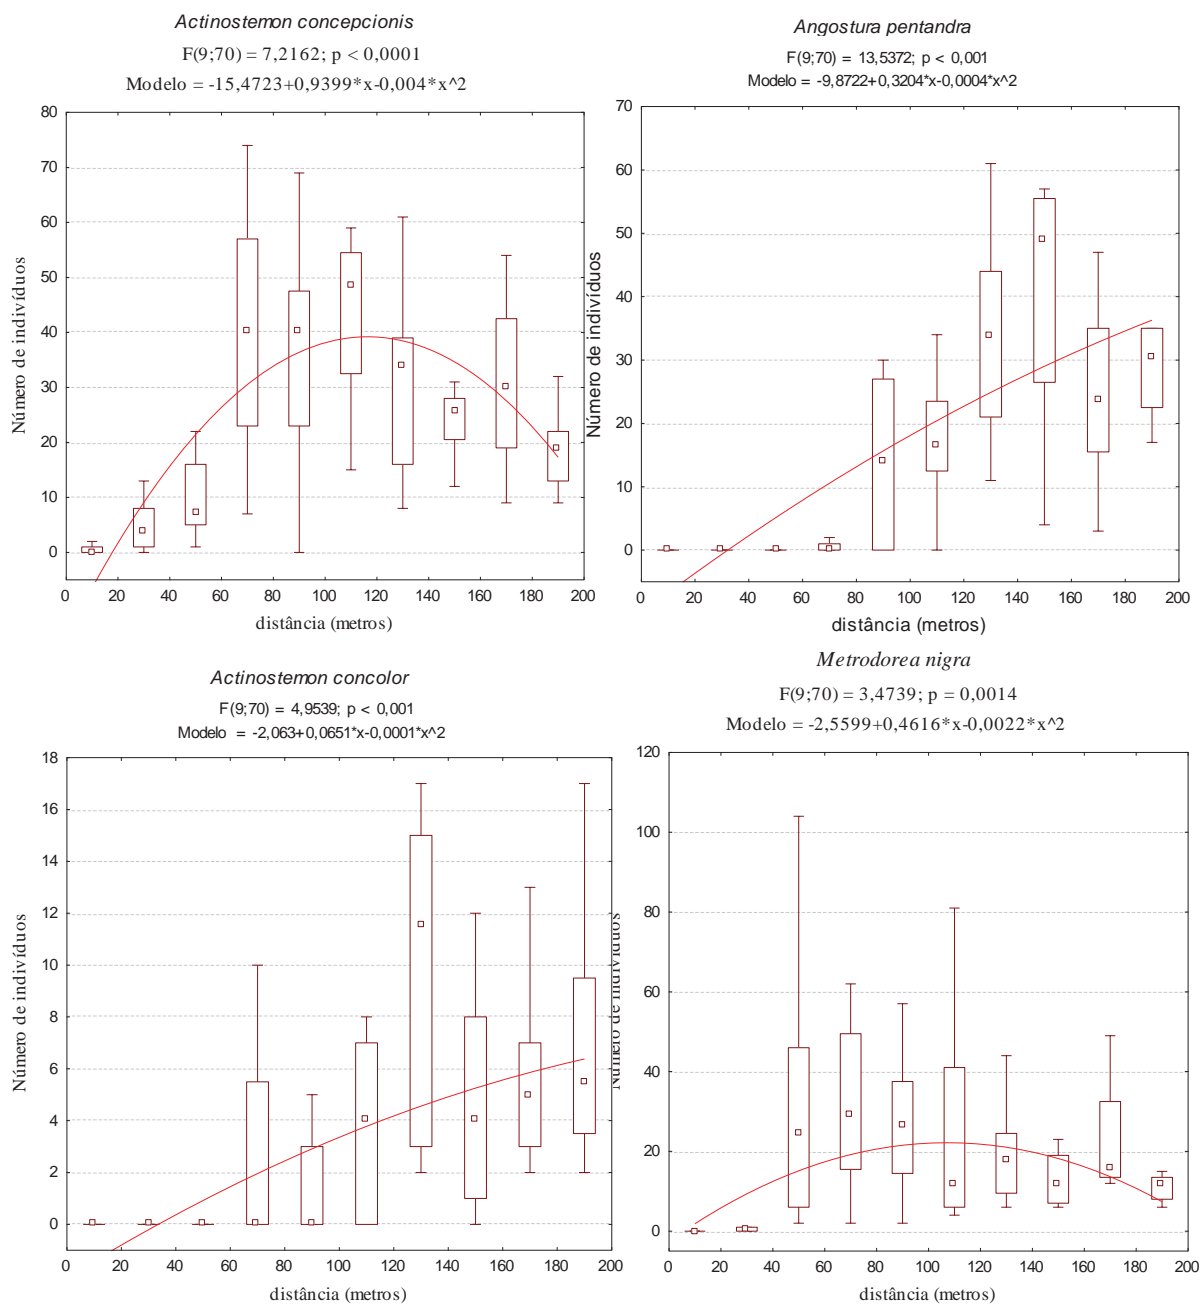 Actinostemon concepcionis
F(9;70) = 7,2162; p < 0,0001
Modelo = -15,4723+0,9399*x-0,004*x^2
80
70
60
50
40
30
20
10
0
Número de indivíduos
0 20 40 60 80 100 120 140 160 180 200
distância (metros)
Angostura pentandra
F(9;70) = 13,5372; p < 0,001
Modelo = -9,8722+0,3204*x-0,0004*x^2
70
60
50
40
30
20
10
0
Número de indivíduos
0 20 40 60 80 100 120 140 160 180 200
distância (metros)
Actinostemon concolor
F(9;70) = 4,9539; p < 0,001
Modelo = -2,063+0,0651*x-0,0001*x^2
18
16
14
12
10
8
6
4
2
0
Número de indivíduos
0 20 40 60 80 100 120 140 160 180 200
distância (metros)
Metrodorea nigra
F(9;70) = 3,4739; p = 0,0014
Modelo = -2,5599+0,4616*x-0,0022*x^2
120
100
80
60
40
20
0
Número de indivíduos
0 20 40 60 80 100 120 140 160 180 200
distância (metros)